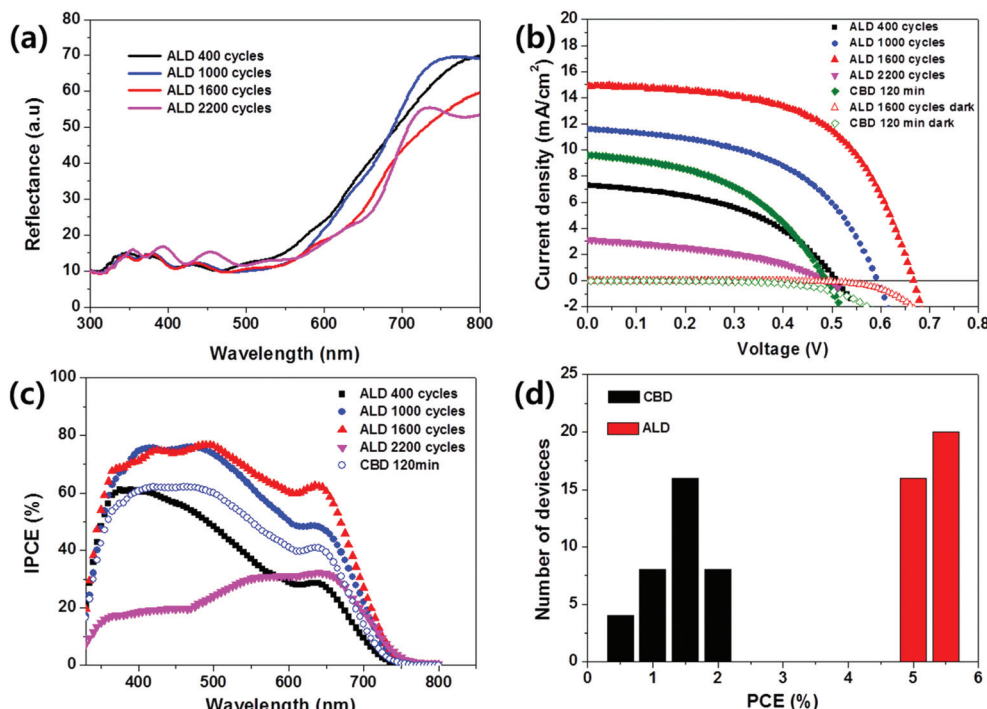 (a)
80
70
60
50
40
30
20
10
0
Reflectance (a.u)
ALD 400 cycles
ALD 1000 cycles
ALD 1600 cycles
ALD 2200 cycles
300 400 500 600 700 800
Wavelength (nm)
(b)
20
18
16
14
12
10
8
6
4
2
0
-2
Current density (mA/cm²)
ALD 400 cycles
ALD 1000 cycles
ALD 1600 cycles
ALD 2200 cycles
CBD 120 min
ALD 1600 cycles dark
CBD 120 min dark
0.0 0.1 0.2 0.3 0.4 0.5 0.6 0.7 0.8
Voltage (V)
(c)
100
80
60
40
20
0
IPCE (%)
ALD 400 cycles
ALD 1000 cycles
ALD 1600 cycles
ALD 2200 cycles
CBD 120min
400 500 600 700 800
Wavelength (nm)
(d)
25
20
15
10
5
0
Number of devieces
CBD
ALD
0 1 2 3 4 5 6
PCE (%)